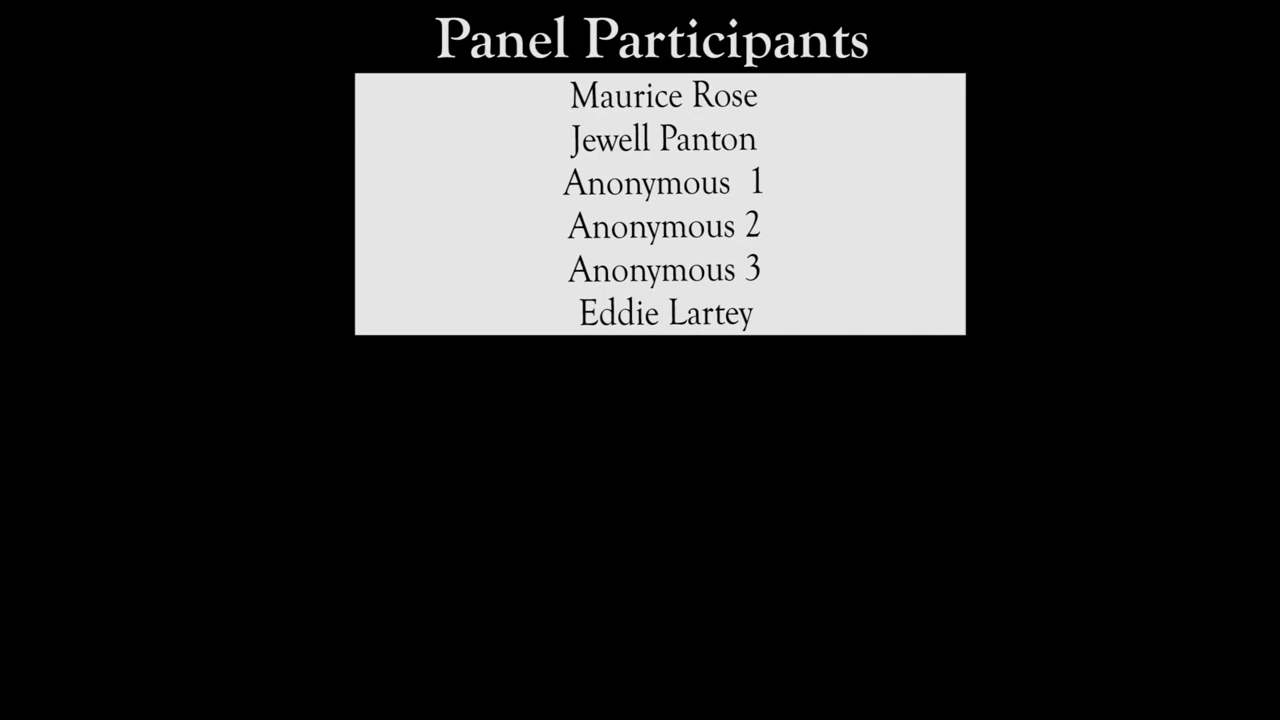 Panel Participants
Maurice Rose
Jewell Panton
Anonymous  1
Anonymous 2
Anonymous 3
Eddie Lartey